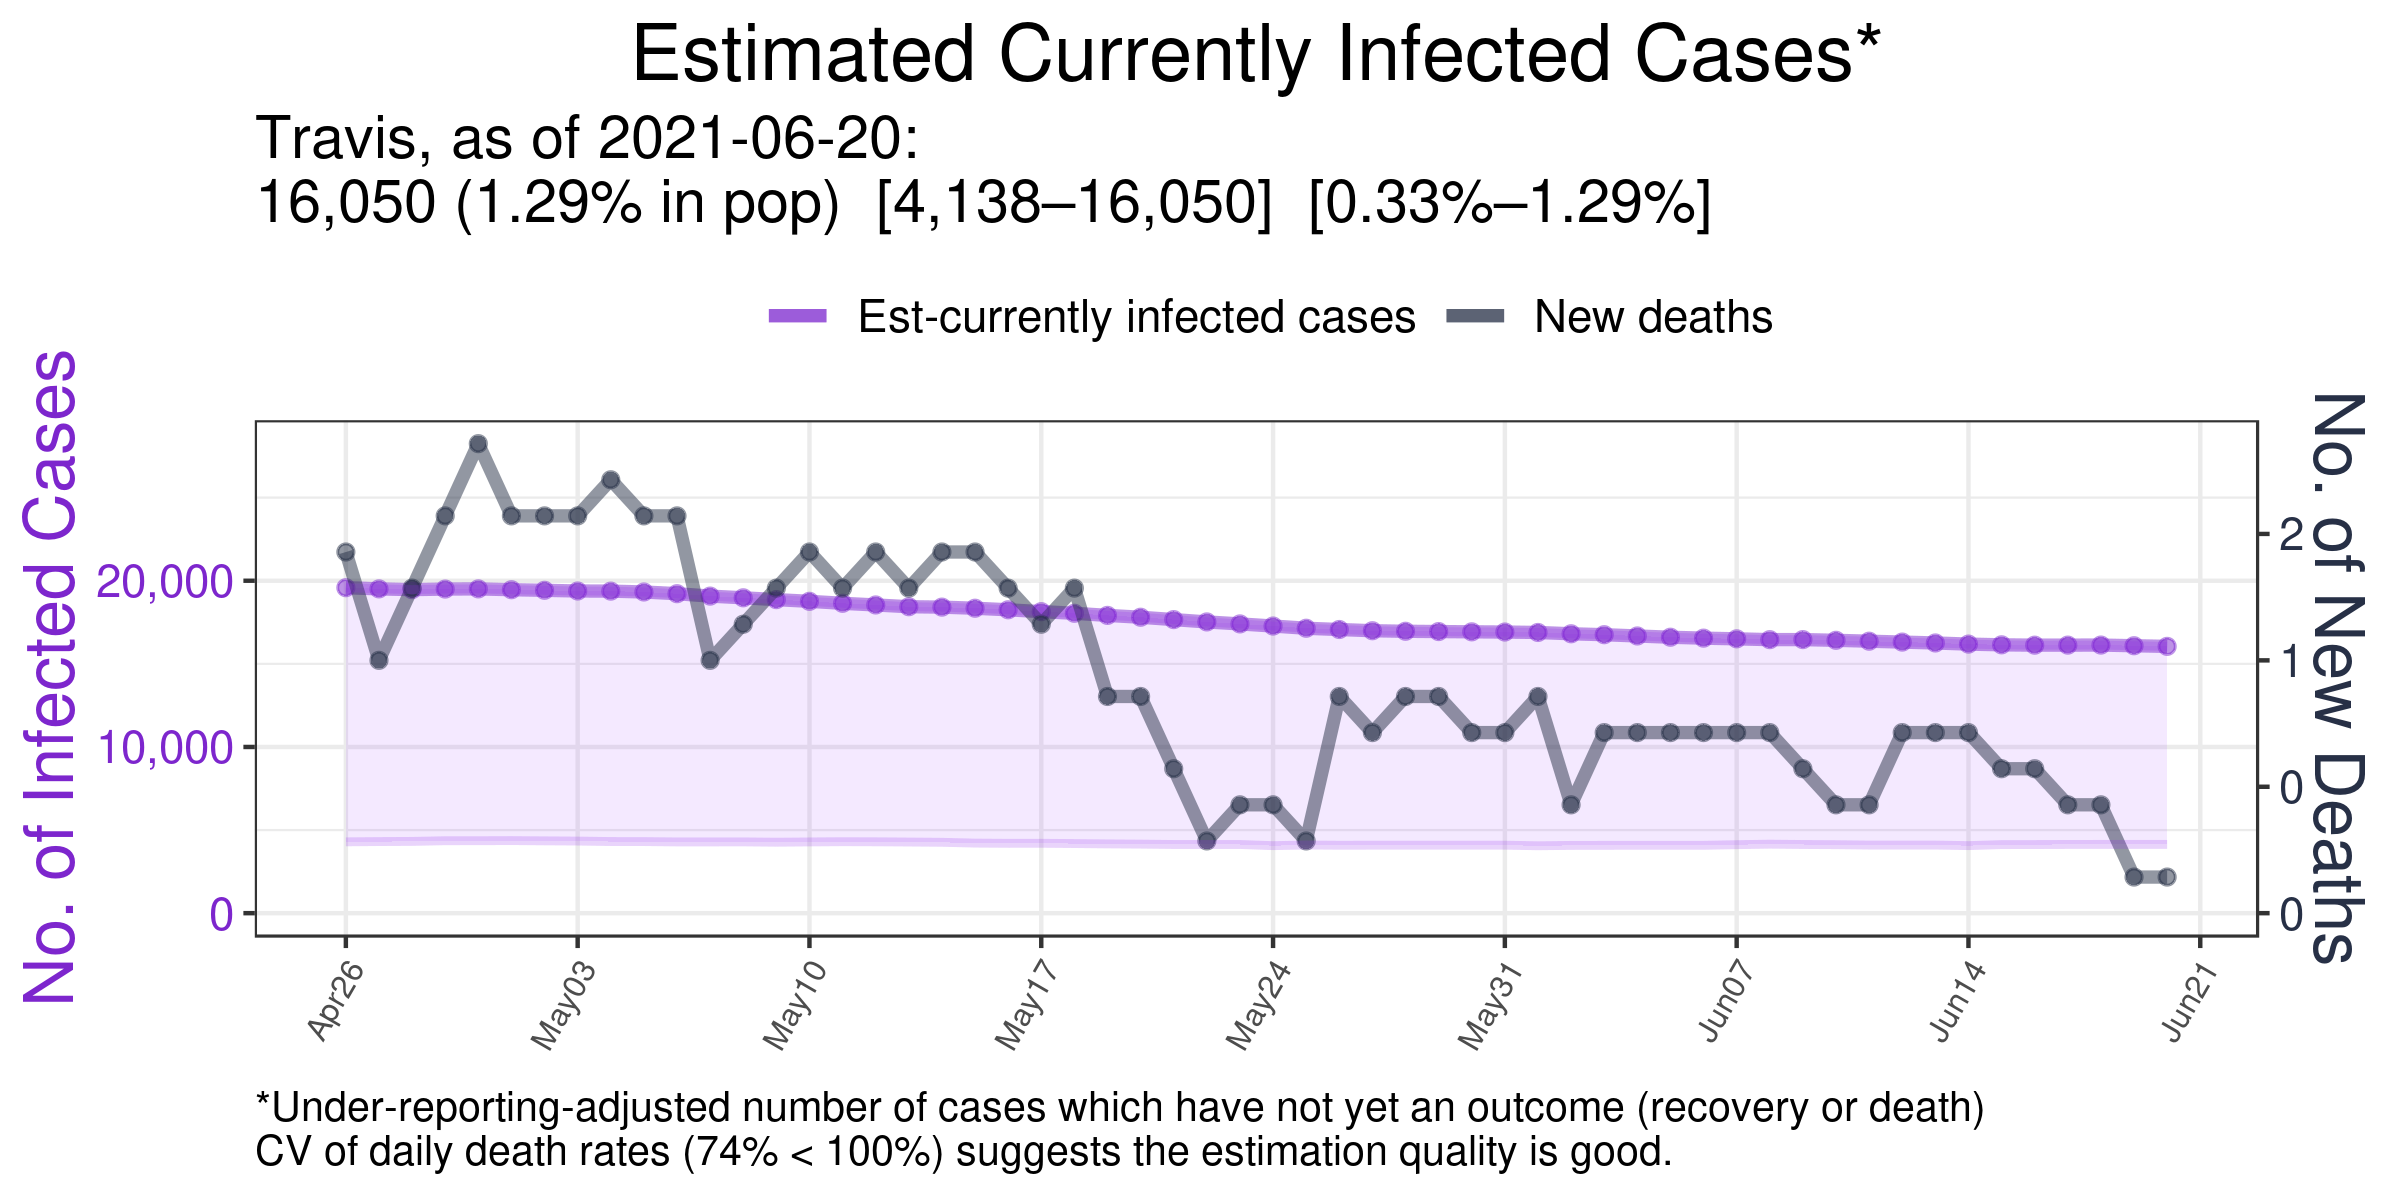 Estimated Currently Infected Cases*
Travis, as of 2021-06-20:
16,050 (1.29% in pop)  [4,138–16,050]  [0.33%–1.29%]
Est-currently infected cases
New deaths
No. of Infected Cases
20,000
10,000
0
2
1
0
0
No. of New Deaths
Apr26
May03
May10
May17
May24
May31
Jun07
Jun14
Jun21
*Under-reporting-adjusted number of cases which have not yet an outcome (recovery or death)
CV of daily death rates (74% < 100%) suggests the estimation quality is good.